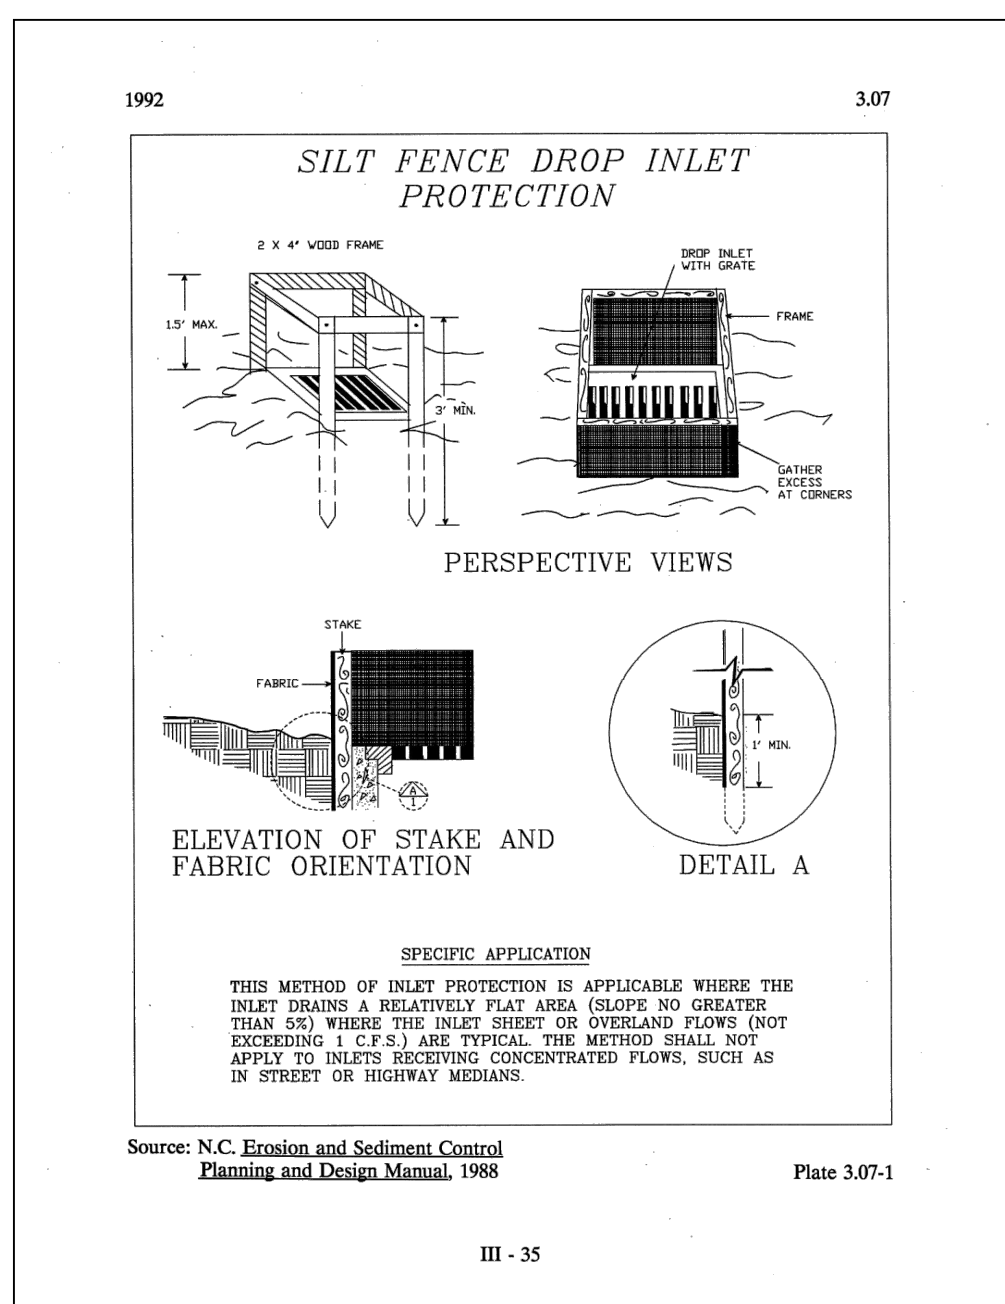 1992
3.07
SILT FENCE DROP INLET
PROTECTION
2 X 4" WOOD FRAME
1.5' MAX.
3' MIN.
DROP INLET
WITH GRATE
FRAME
GATHER
EXCESS
AT CORNERS
PERSPECTIVE VIEWS
STAKE
FABRIC
A
1
ELEVATION OF STAKE AND
FABRIC ORIENTATION
1' MIN.
DETAIL A
SPECIFIC APPLICATION
THIS METHOD OF INLET PROTECTION IS APPLICABLE WHERE THE
INLET DRAINS A RELATIVELY FLAT AREA (SLOPE NO GREATER
THAN 5%) WHERE THE INLET SHEET OR OVERLAND FLOWS (NOT
EXCEEDING 1 C.F.S.) ARE TYPICAL. THE METHOD SHALL NOT
APPLY TO INLETS RECEIVING CONCENTRATED FLOWS, SUCH AS
IN STREET OR HIGHWAY MEDIANS.
Source: N.C. Erosion and Sediment Control
Planning and Design Manual, 1988
Plate 3.07-1
III - 35